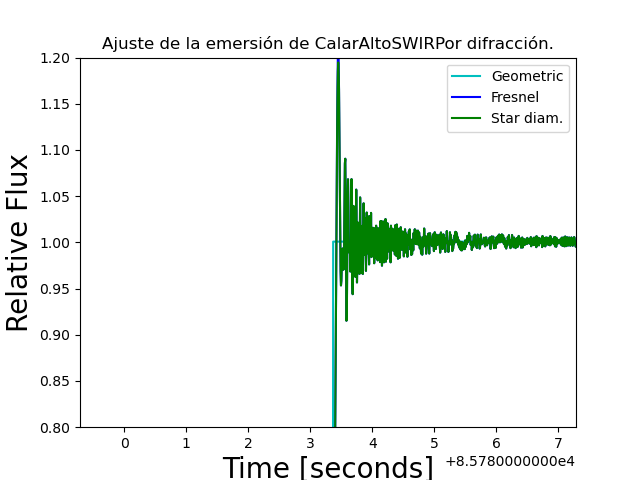 Ajuste de la emersión de CalarAltoSWIRPor difracción.
Relative Flux
1.20
1.15
1.10
1.05
1.00
0.95
0.90
0.85
0.80
Geometric
Fresnel
Star diam.
0 1 2 3 4 5 6 7
Time [seconds]
+8.5780000000e4